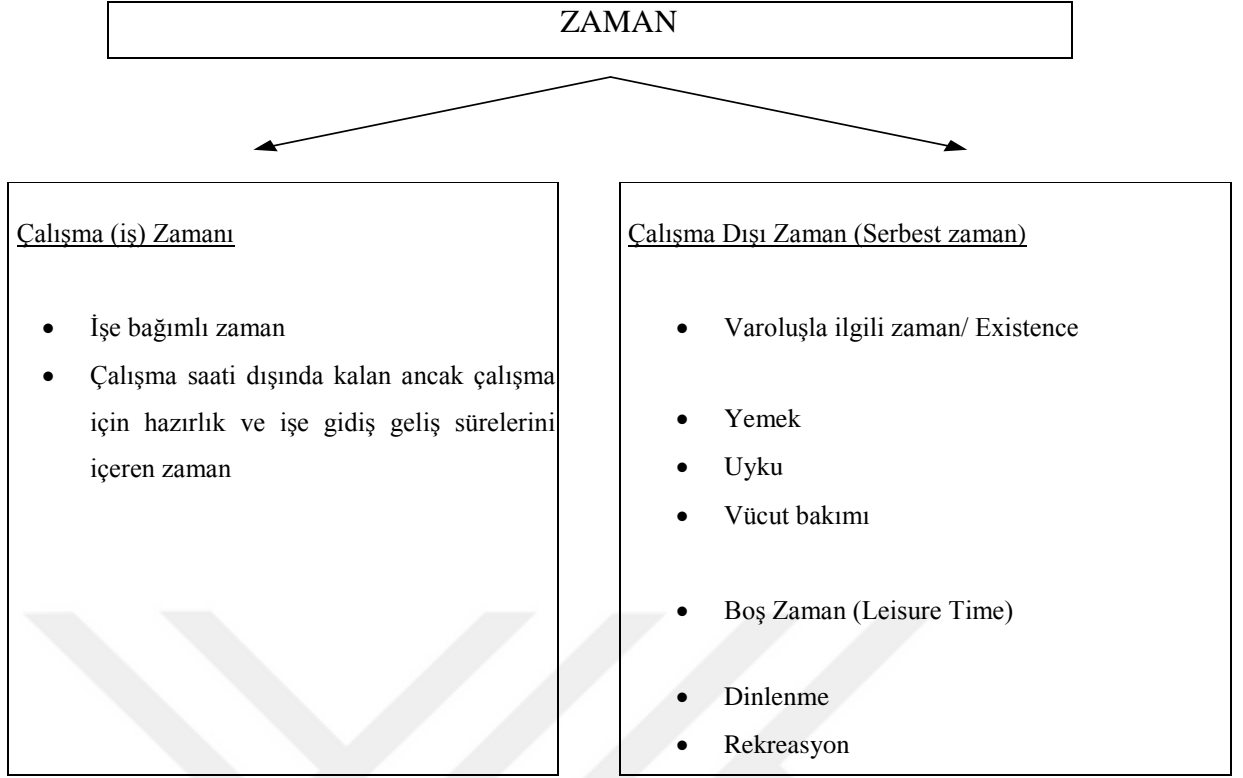 ZAMAN
Çalışma (iş) Zamanı
• İşe bağımlı zaman
• Çalışma saati dışında kalan ancak çalışma
için hazırlık ve işe gidiş geliş sürelerini
içeren zaman
Çalışma Dışı Zaman (Serbest zaman)
• Varoluşla ilgili zaman/ Existence
• Yemek
• Uyku
• Vücut bakımı
• Boş Zaman (Leisure Time)
• Dinlenme
• Rekreasyon